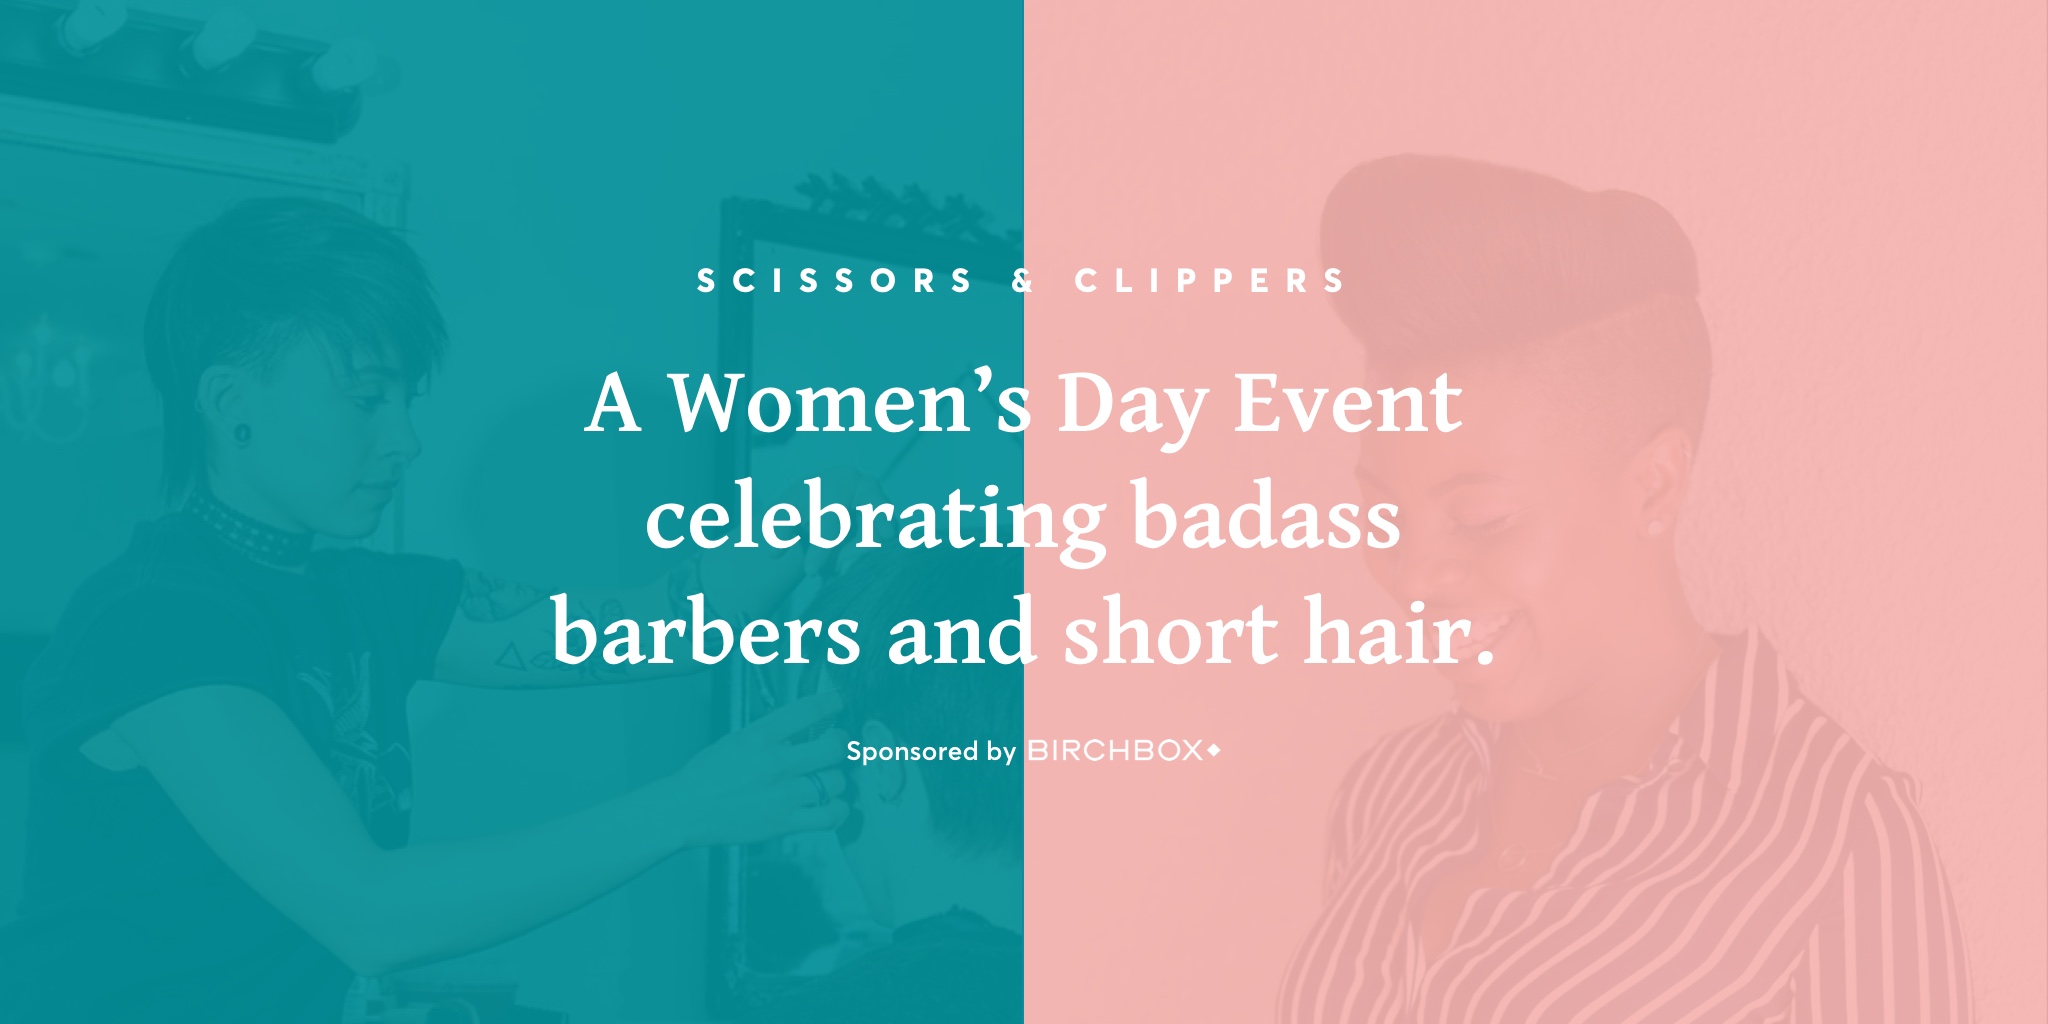 SCISSORS & CLIPPERS
A Women’s Day Event
celebrating badass
barbers and short hair.
Sponsored by BIRCHBOX